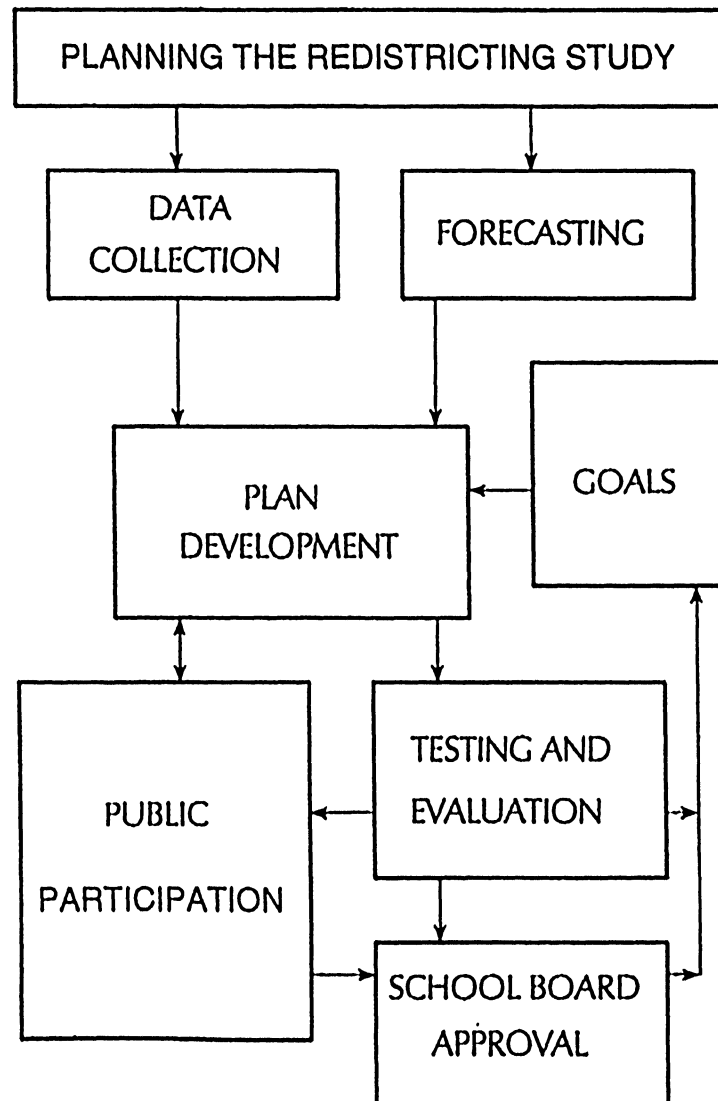 PLANNING THE REDISTRICTING STUDY
DATA
COLLECTION
FORECASTING
GOALS
PLAN
DEVELOPMENT
PUBLIC
PARTICIPATION
TESTING AND
EVALUATION
SCHOOL BOARD
APPROVAL